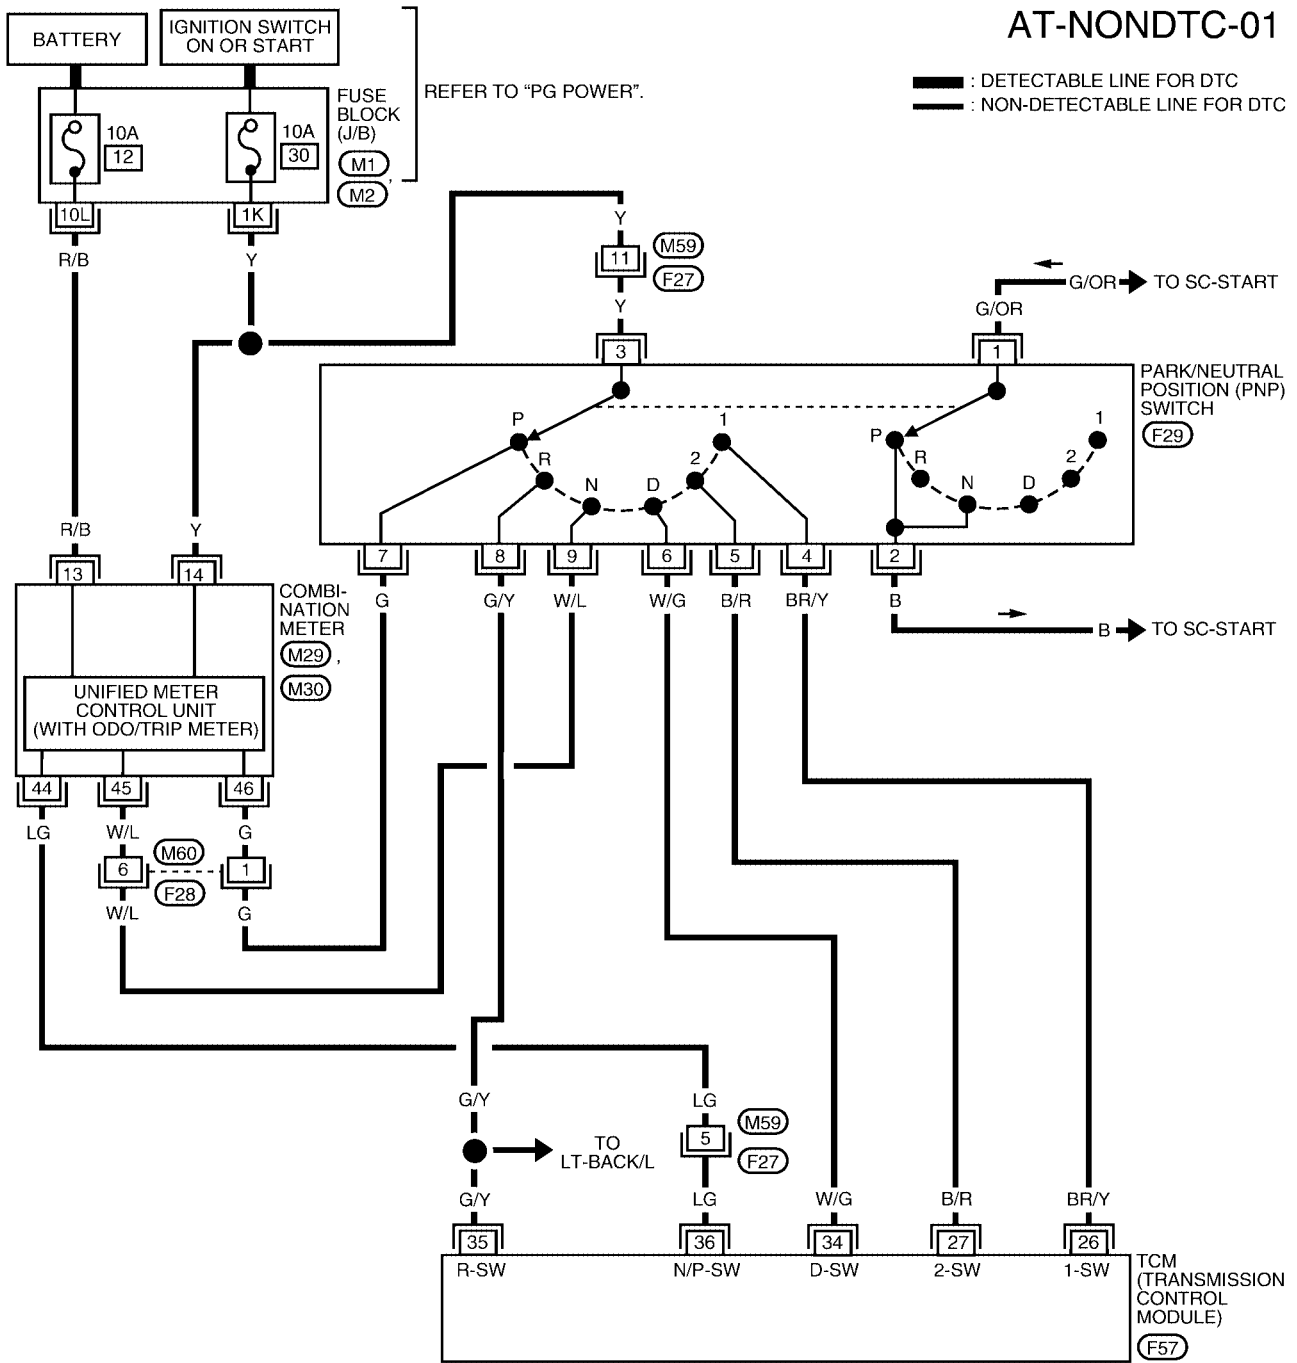 AT-NONDTC-01
BATTERY
IGNITION SWITCH
ON OR START
REFER TO "PG POWER".
: DETECTABLE LINE FOR DTC
: NON-DETECTABLE LINE FOR DTC
FUSE
BLOCK
(J/B)
M1
,
M2
10A
12
10A
30
10L
1K
R/B
Y
Y
11
M59
F27
Y
G/OR
TO SC-START
G/OR
3
1
PARK/NEUTRAL
POSITION (PNP)
SWITCH
F29
P
R
N
D
2
1
P
R
N
D
2
1
R/B
Y
7
8
9
6
5
4
2
G
G/Y
W/L
W/G
B/R
BR/Y
B
B
TO SC-START
13
14
COMBI-
NATION
METER
M29
,
M30
UNIFIED METER
CONTROL UNIT
(WITH ODO/TRIP METER)
44
45
46
LG
W/L
G
6
M60
F28
1
W/L
G
G/Y
TO
LT-BACK/L
G/Y
LG
5
M59
F27
LG
W/G
B/R
BR/Y
35
36
34
27
26
R-SW
N/P-SW
D-SW
2-SW
1-SW
TCM
(TRANSMISSION
CONTROL
MODULE)
F57